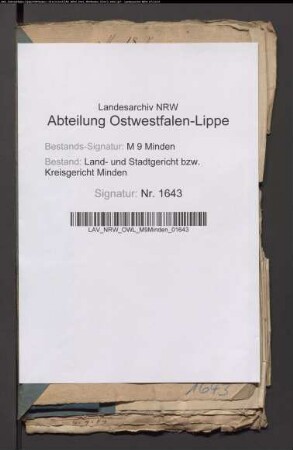 Landesarchiv NRW
Abteilung Ostwestfalen-Lippe
Bestands-Signatur: M 9 Minden
Bestand: Land- und Stadtgericht bzw.
Kreisgericht Minden
Signatur: Nr. 1643
LAV_NRW_OWL_M9Minden_01643
1643